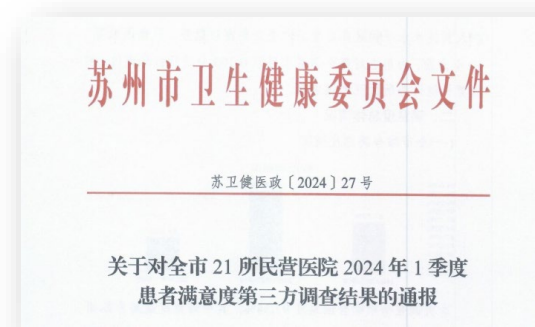 苏州市卫生健康委员会文件
苏卫健医政〔2024〕27号
关于对全市21所民营医院2024年1季度
患者满意度第三方调查结果的通报